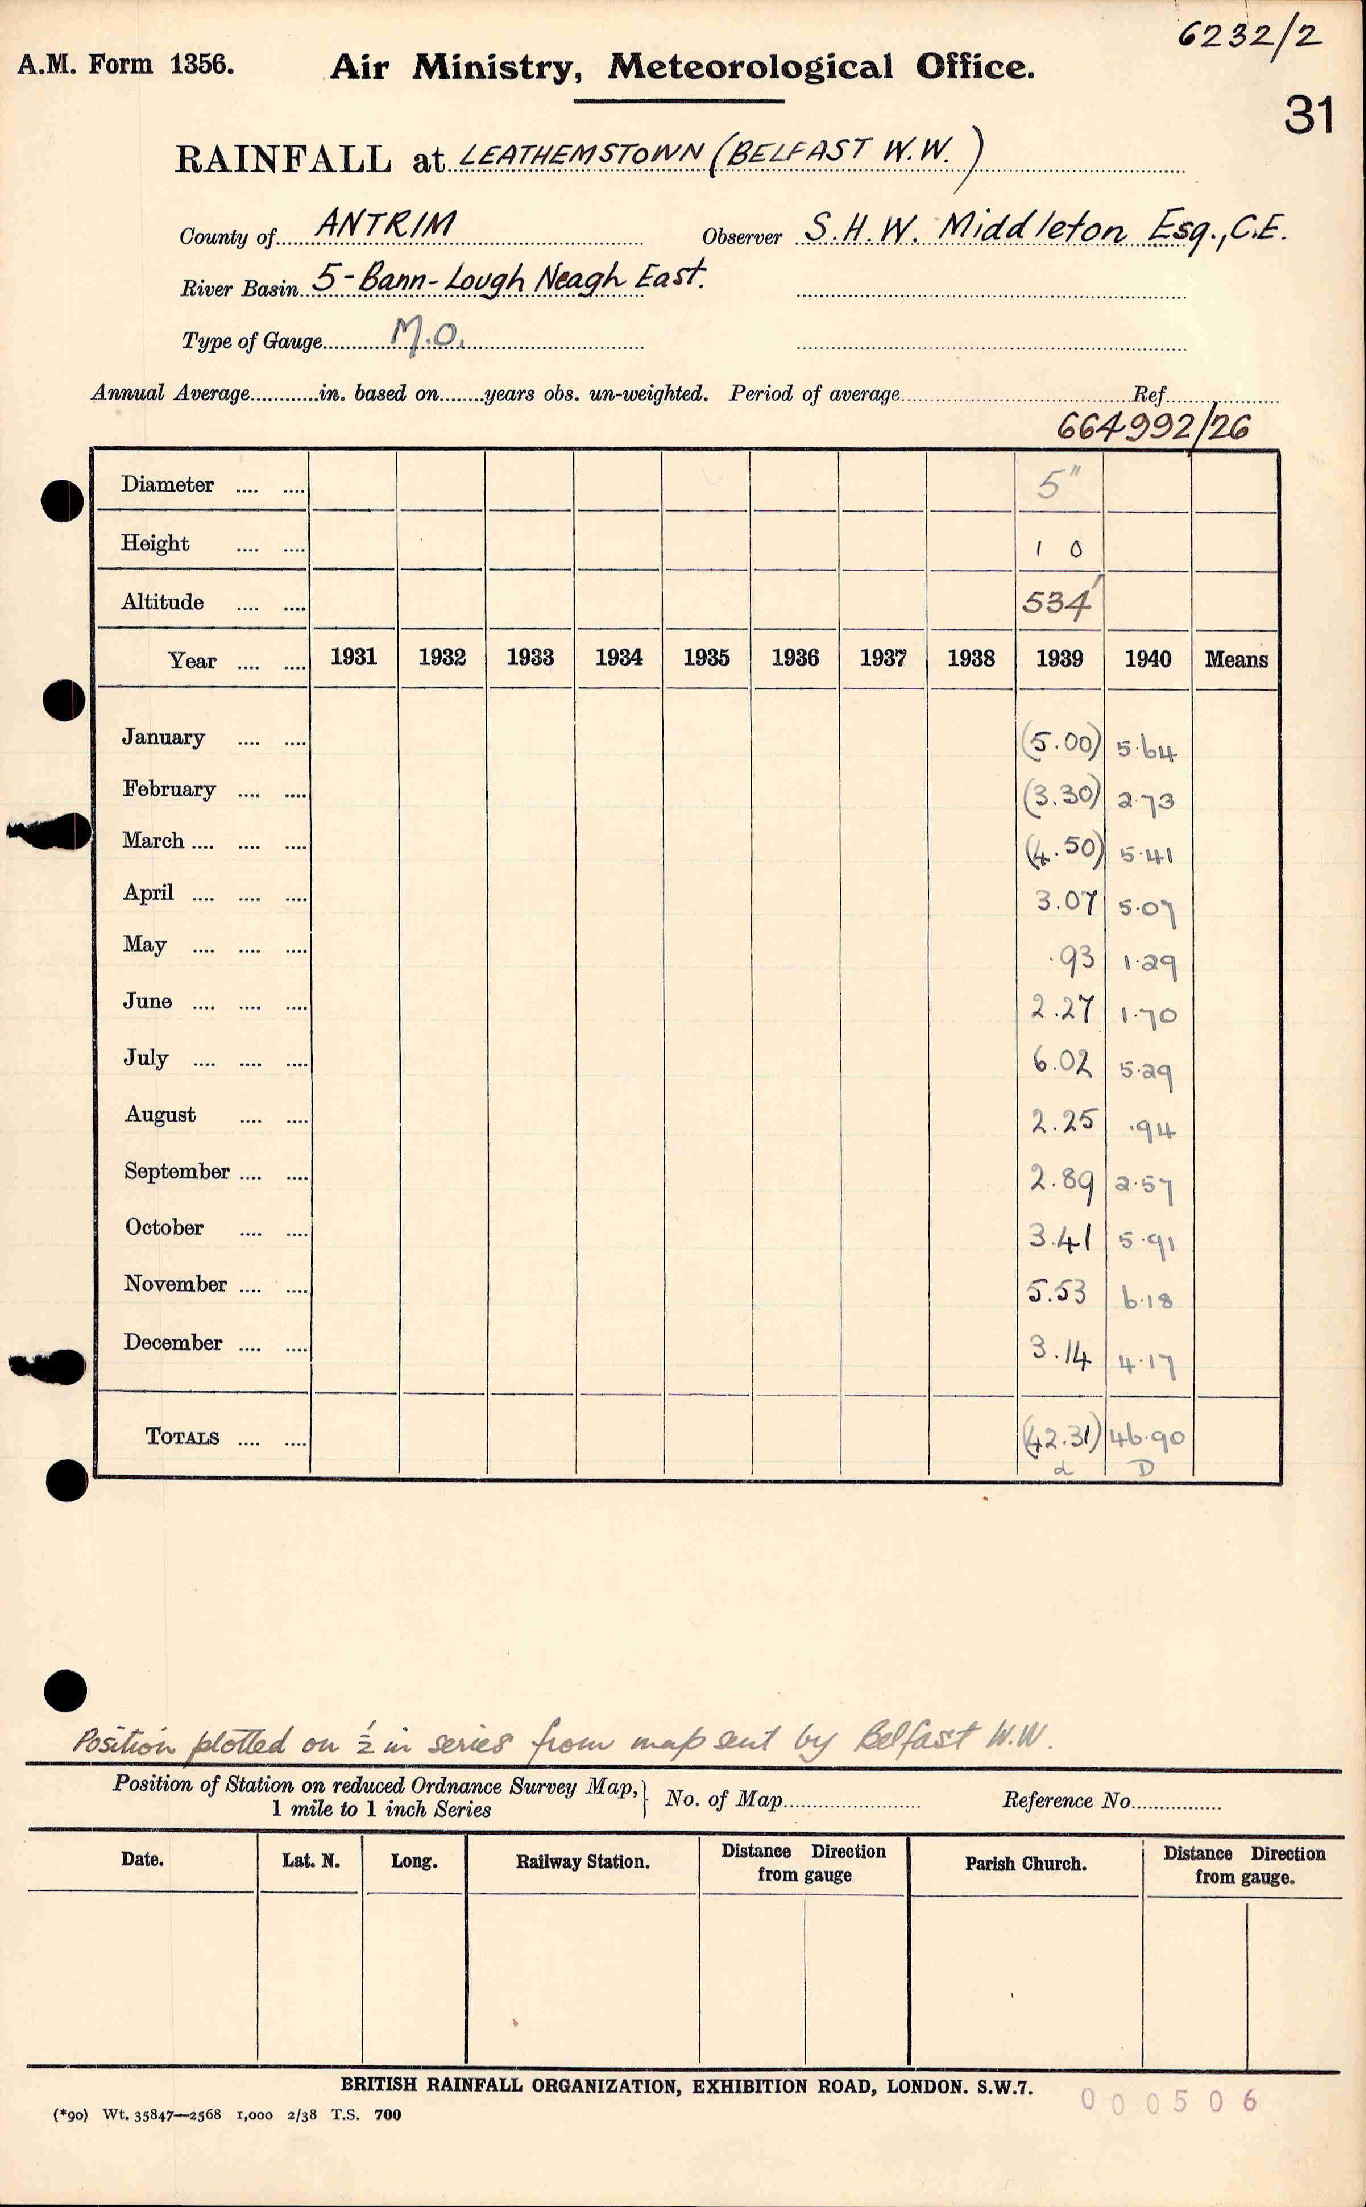 6232/2
A.M. Form 1356. Air Ministry, Meteorological Office.
31
RAINFALL at LEATHEMSTOWN (BELFAST W.W.)
County of ANTRIM Observer S.H.W. Middleton Esq., C.E.
River Basin 5-Bann-Lough Neagh East.
Type of Gauge M.O.
Annual Average............in. based on........years obs. un-weighted. Period of average........ Ref........
664992/26
Diameter .... .... 5"
Height .... .... 1 0
Altitude .... .... 534'
Year .... .... 1931 1932 1933 1934 1935 1936 1937 1938 1939 1940 Means
January .... .... (5.00) 5.64
February .... .... (3.30) 2.73
March .... .... .... (4.50) 5.41
April .... .... .... 3.07 5.07
May .... .... .... .93 1.29
June .... .... .... 2.27 1.70
July .... .... .... 6.02 5.29
August .... .... 2.25 .94
September .... .... 2.89 2.57
October .... .... 3.41 5.91
November .... .... 5.53 6.18
December .... .... 3.14 4.17
TOTALS .... .... (42.31) 46.90
d D
Position plotted on ½ in series from map sent by Belfast W.W.
Position of Station on reduced Ordnance Survey Map, } No. of Map........ Reference No........
1 mile to 1 inch Series
Date. Lat. N. Long. Railway Station. Distance Direction from gauge Parish Church. Distance Direction from gauge.
BRITISH RAINFALL ORGANIZATION, EXHIBITION ROAD, LONDON. S.W.7.
000506
(*90) Wt. 35847—2568 1,000 2/38 T.S. 700